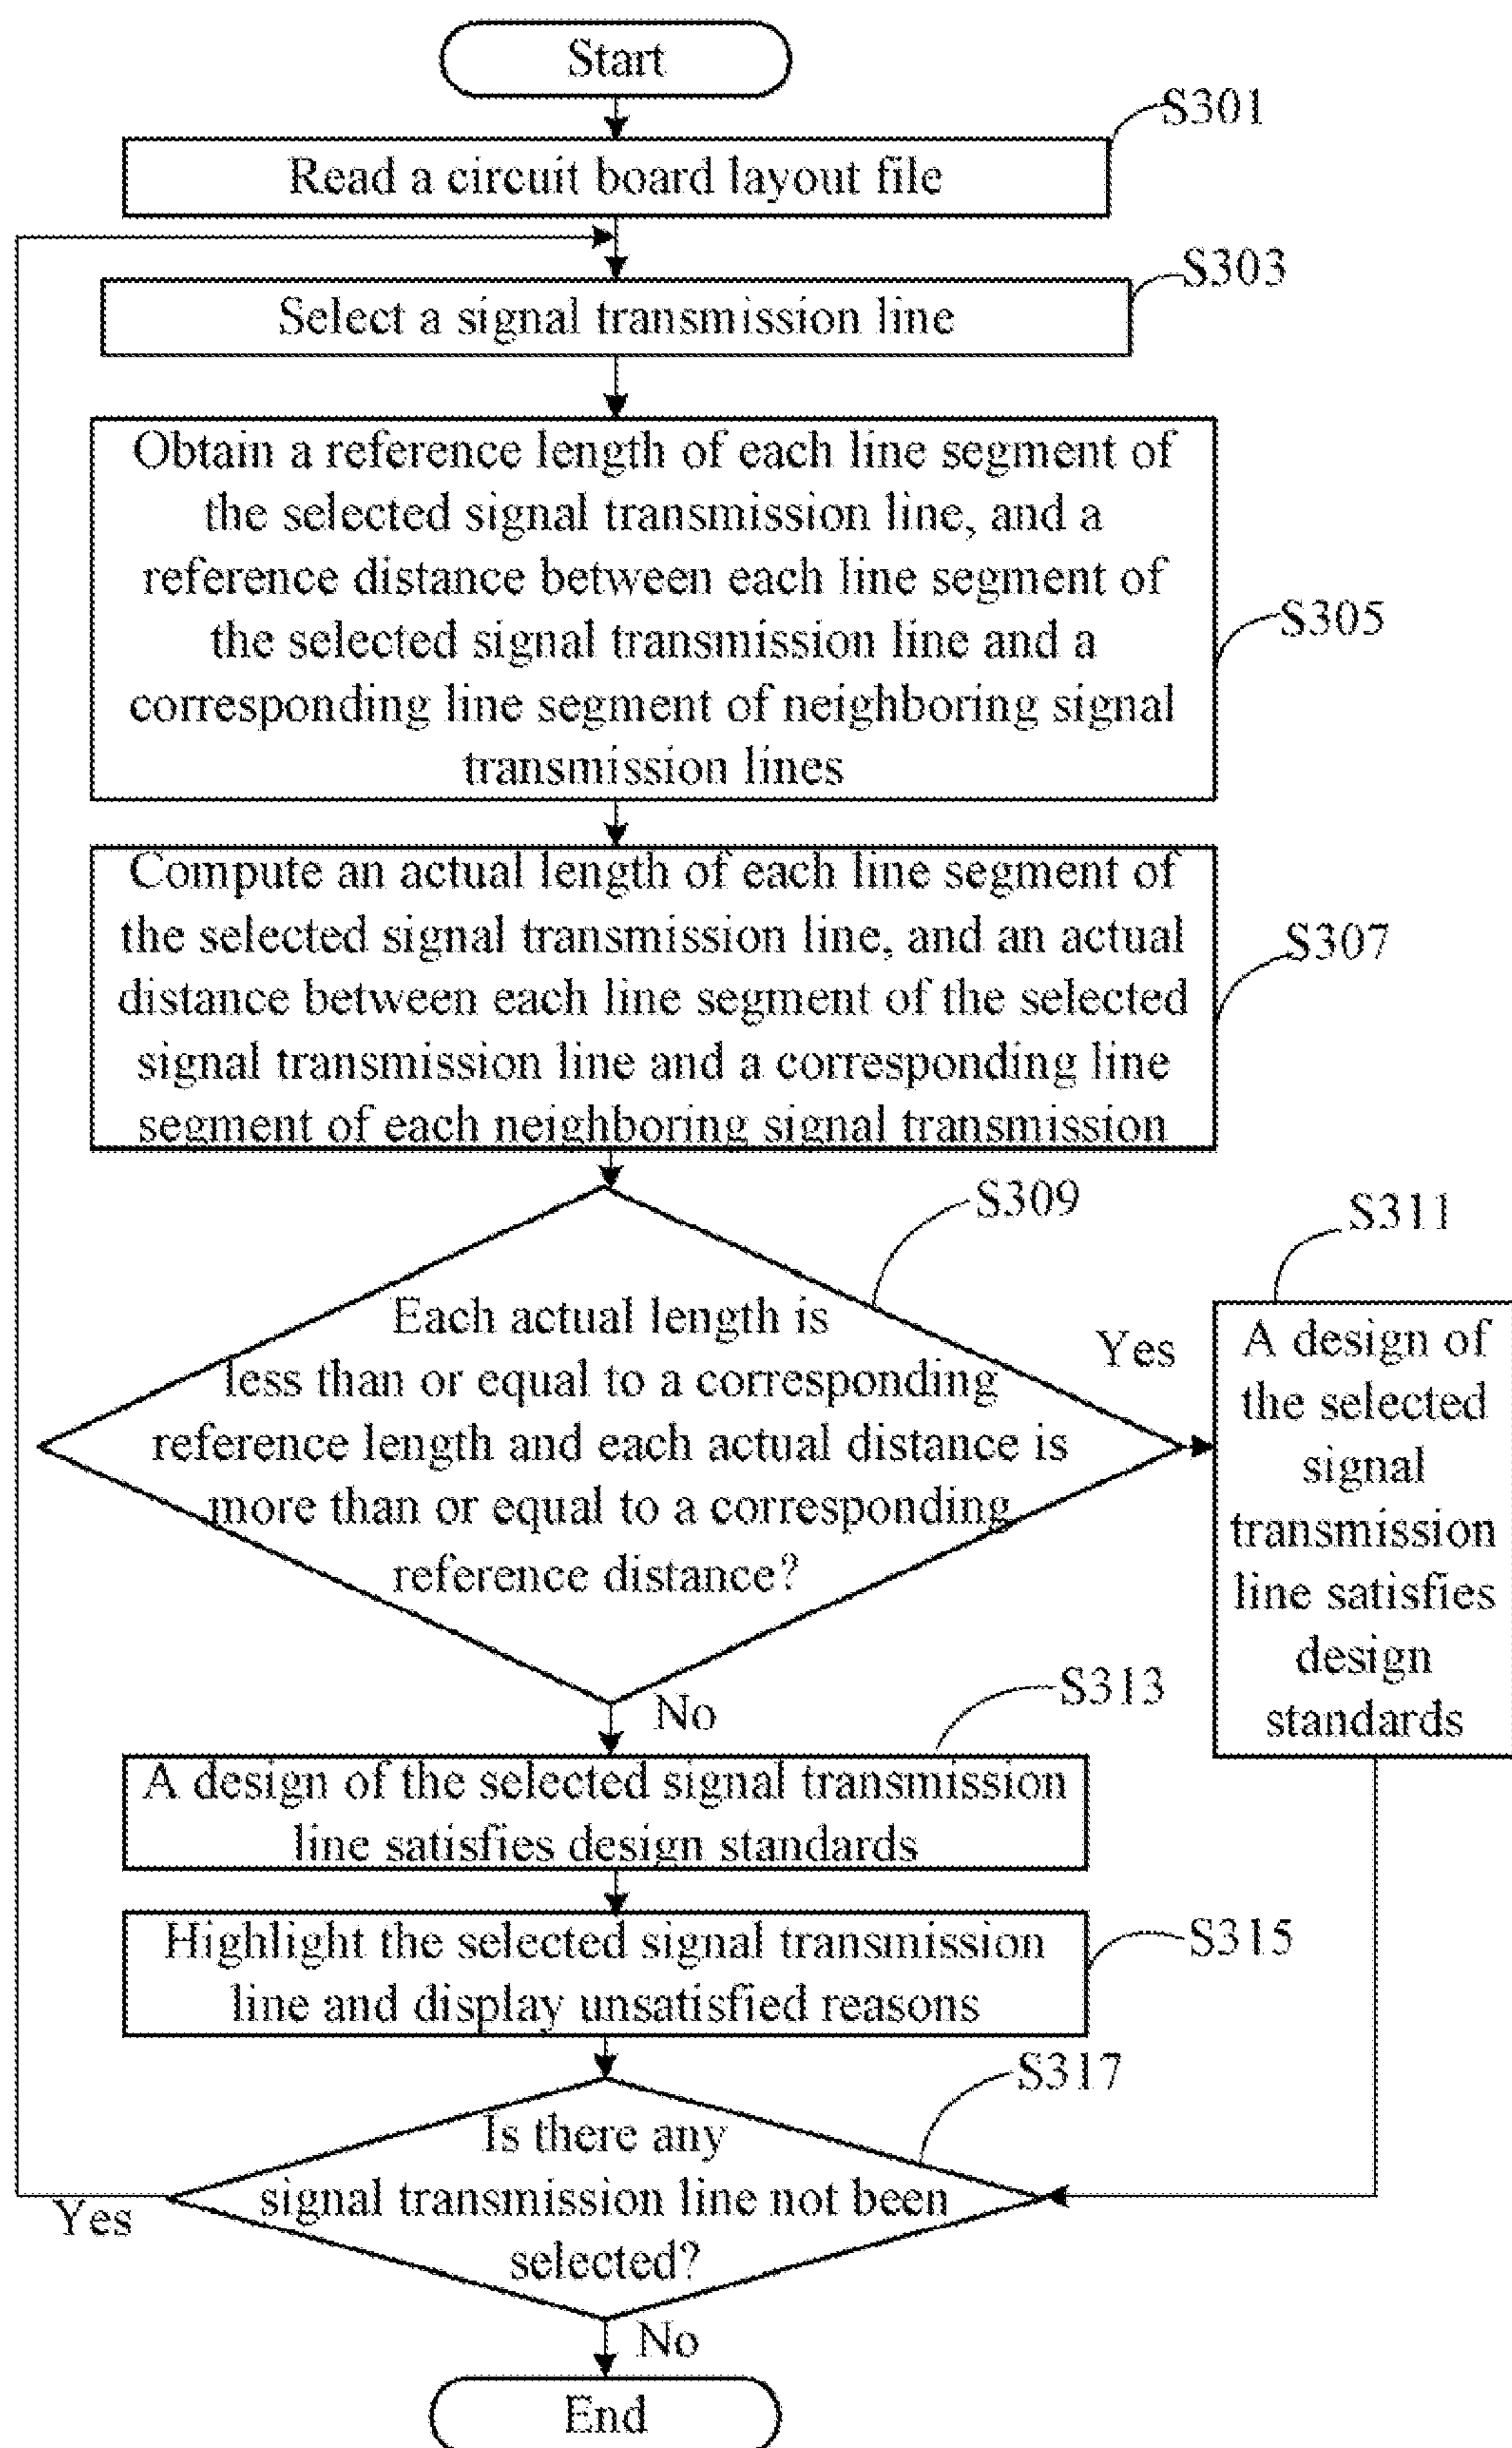 Start
S301
Read a circuit board layout file
S303
Select a signal transmission line
Obtain a reference length of each line segment of
the selected signal transmission line, and a
reference distance between each line segment of
the selected signal transmission line and a
corresponding line segment of neighboring signal
transmission lines
S305
Compute an actual length of each line segment of
the selected signal transmission line, and an actual
distance between each line segment of the selected
signal transmission line and a corresponding line
segment of each neighboring signal transmission
S307
S309
Each actual length is
less than or equal to a corresponding
reference length and each actual distance is
more than or equal to a corresponding
reference distance?
Yes
S311
A design of
the selected
signal
transmission
line satisfies
design
standards
No
S313
A design of the selected signal transmission
line satisfies design standards
Highlight the selected signal transmission
line and display unsatisfied reasons
S315
S317
Is there any
signal transmission line not been
selected?
Yes
No
End